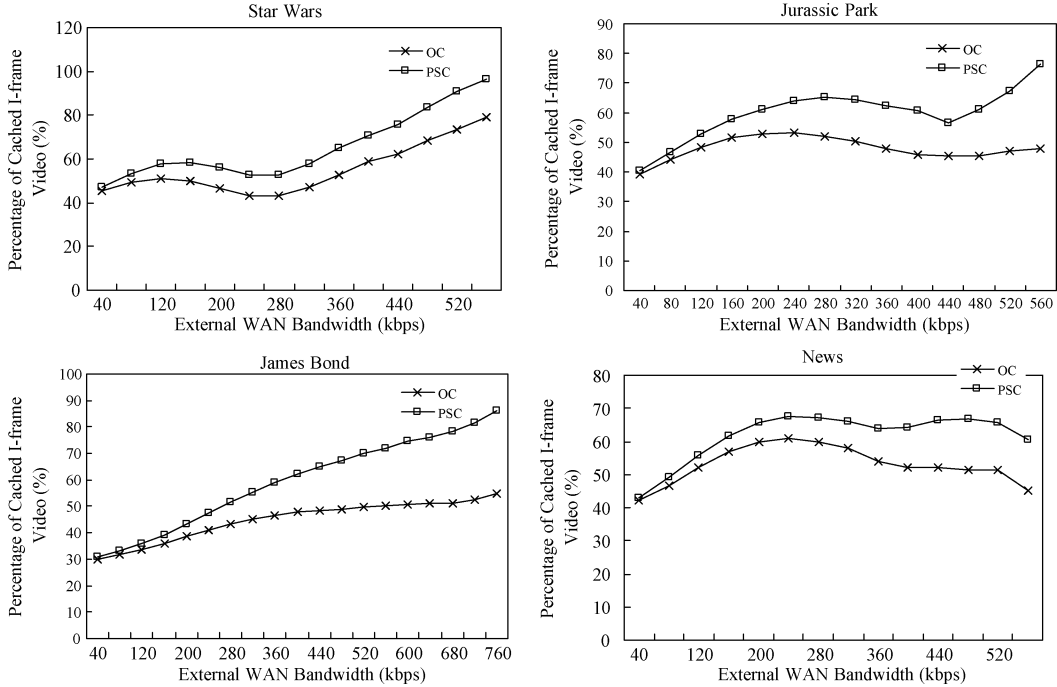 Star Wars
Percentage of Cached I-frame
Video (%)
120
100
80
60
40
20
0
OC
PSC
40 120 200 280 360 440 520
External WAN Bandwidth (kbps)
Jurassic Park
Percentage of Cached I-frame
Video (%)
90
80
70
60
50
40
30
20
10
0
OC
PSC
40 80 120 160 200 240 280 320 360 400 440 480 520 560
External WAN Bandwidth (kbps)
James Bond
Percentage of Cached I-frame
Video (%)
100
90
80
70
60
50
40
30
20
10
0
OC
PSC
40 120 200 280 360 440 520 600 680 760
External WAN Bandwidth (kbps)
News
Percentage of Cached I-frame
Video (%)
80
70
60
50
40
30
20
10
0
OC
PSC
40 120 200 280 360 440 520
External WAN Bandwidth (kbps)